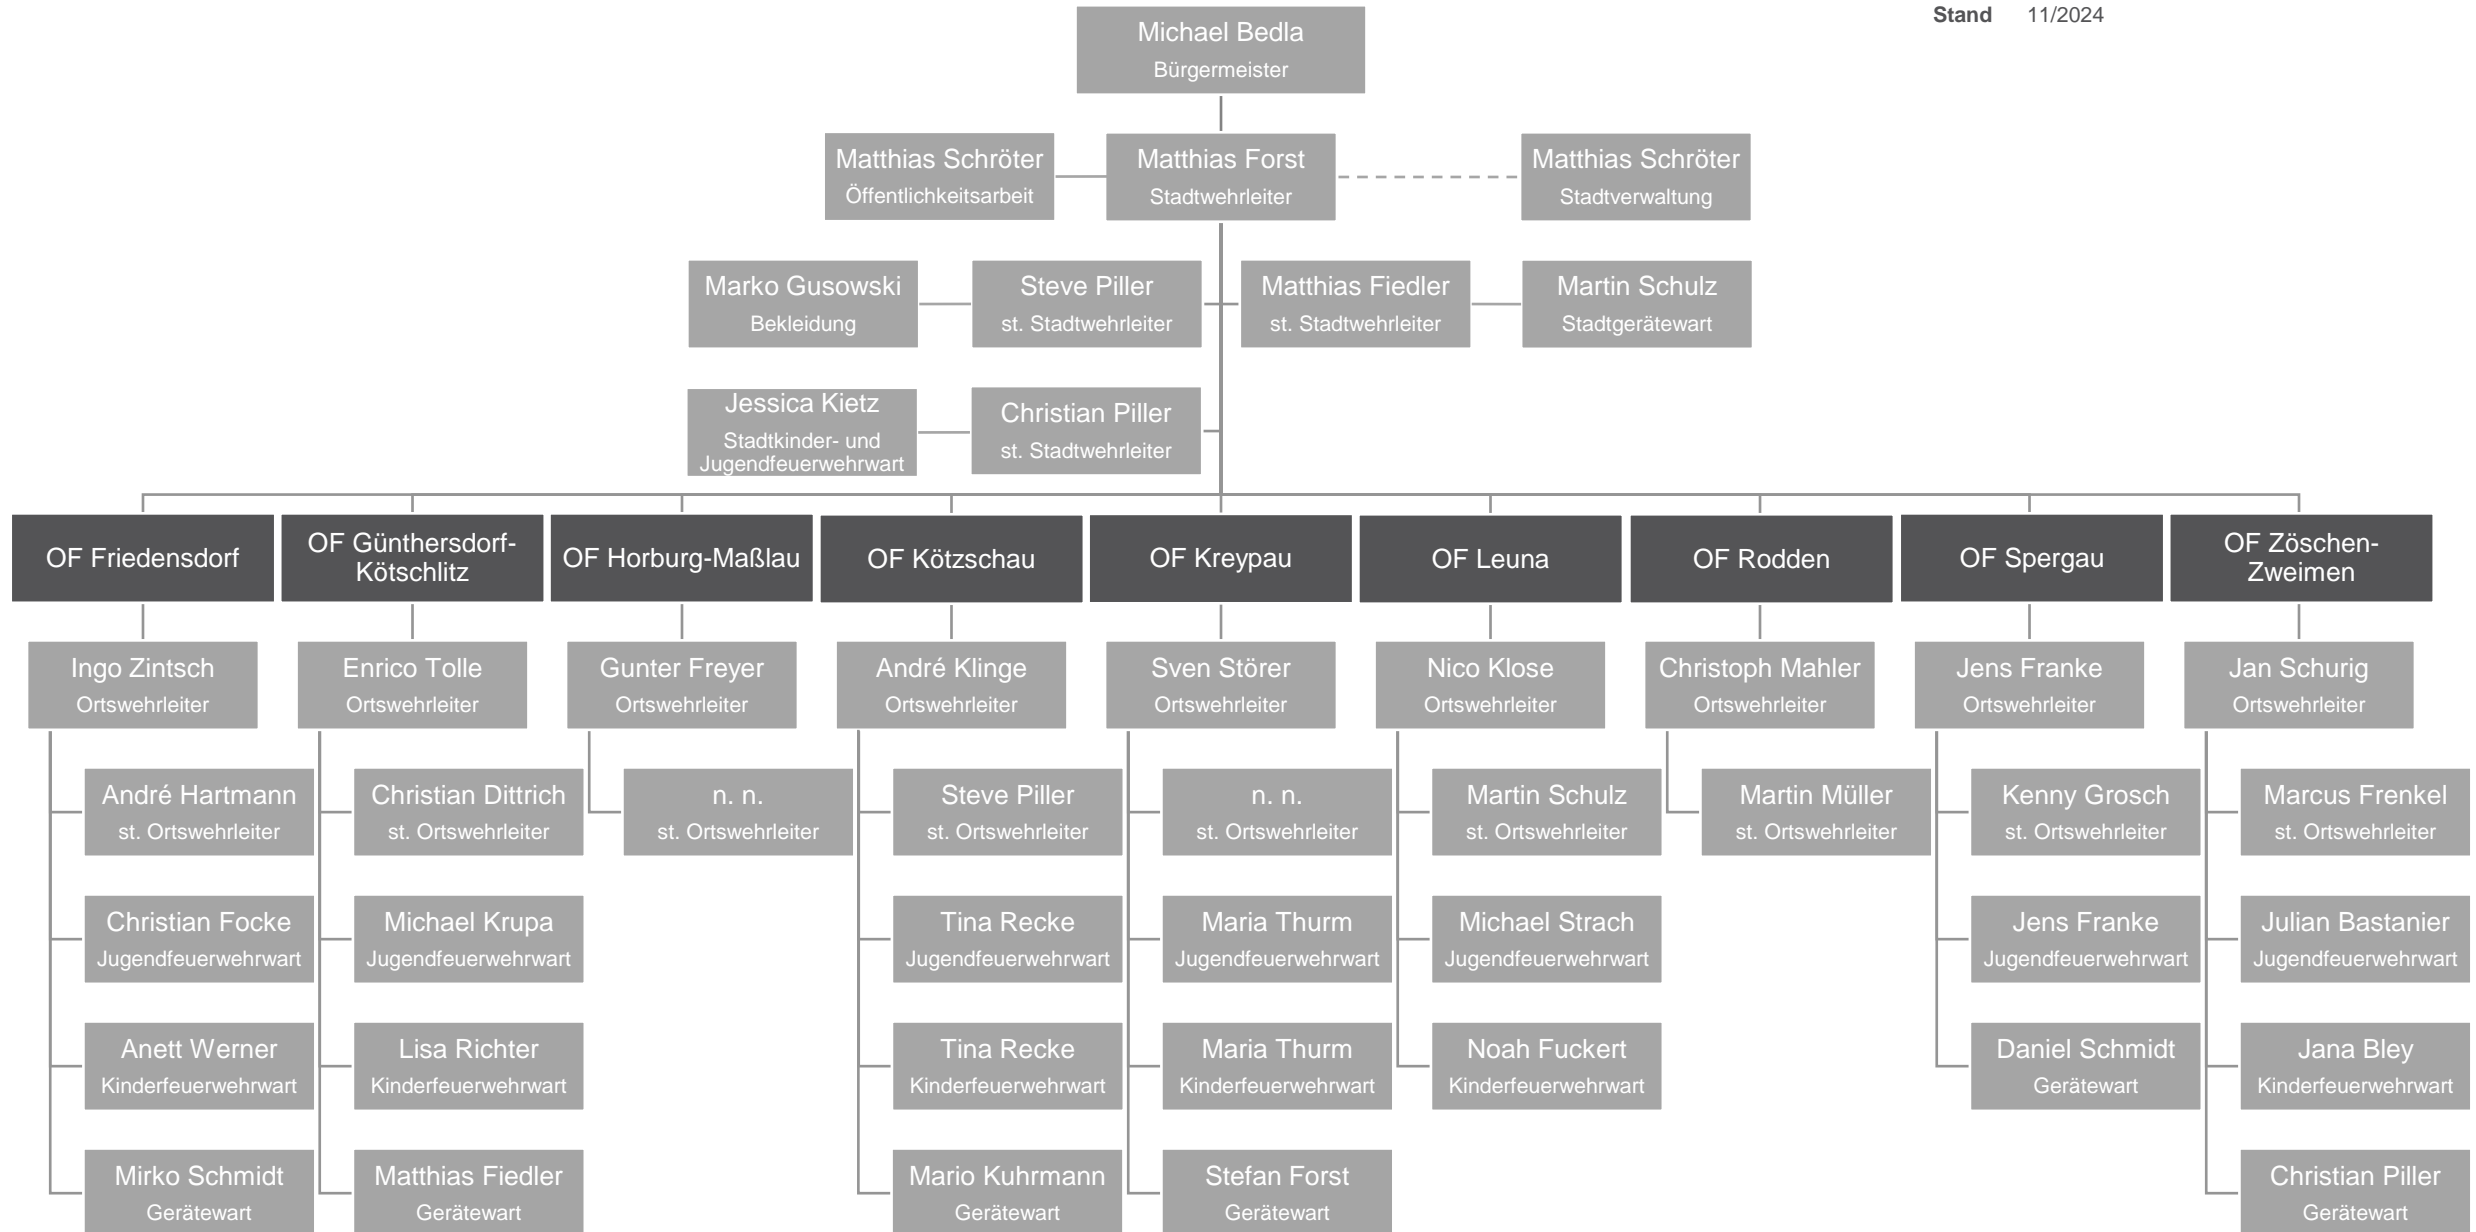 Stand 11/2024
Michael Bedla
Bürgermeister
Matthias Schröter
Öffentlichkeitsarbeit
Matthias Forst
Stadtwehrleiter
Matthias Schröter
Stadtverwaltung
Marko Gusowski
Bekleidung
Steve Piller
st. Stadtwehrleiter
Matthias Fiedler
st. Stadtwehrleiter
Martin Schulz
Stadtgerätewart
Jessica Kietz
Stadtkinder- und
Jugendfeuerwehrwart
Christian Piller
st. Stadtwehrleiter
OF Friedensdorf
OF Günthersdorf-
Kötschlitz
OF Horburg-Maßlau
OF Kötzschau
OF Kreypau
OF Leuna
OF Rodden
OF Spergau
OF Zöschen-
Zweimen
Ingo Zintsch
Ortswehrleiter
Enrico Tolle
Ortswehrleiter
Gunter Freyer
Ortswehrleiter
André Klinge
Ortswehrleiter
Sven Störer
Ortswehrleiter
Nico Klose
Ortswehrleiter
Christoph Mahler
Ortswehrleiter
Jens Franke
Ortswehrleiter
Jan Schurig
Ortswehrleiter
André Hartmann
st. Ortswehrleiter
Christian Dittrich
st. Ortswehrleiter
n. n.
st. Ortswehrleiter
Steve Piller
st. Ortswehrleiter
n. n.
st. Ortswehrleiter
Martin Schulz
st. Ortswehrleiter
Martin Müller
st. Ortswehrleiter
Kenny Grosch
st. Ortswehrleiter
Marcus Frenkel
st. Ortswehrleiter
Christian Focke
Jugendfeuerwehrwart
Michael Krupa
Jugendfeuerwehrwart
Tina Recke
Jugendfeuerwehrwart
Maria Thurm
Jugendfeuerwehrwart
Michael Strach
Jugendfeuerwehrwart
Jens Franke
Jugendfeuerwehrwart
Julian Bastanier
Jugendfeuerwehrwart
Anett Werner
Kinderfeuerwehrwart
Lisa Richter
Kinderfeuerwehrwart
Tina Recke
Kinderfeuerwehrwart
Maria Thurm
Kinderfeuerwehrwart
Noah Fuckert
Kinderfeuerwehrwart
Daniel Schmidt
Gerätewart
Jana Bley
Kinderfeuerwehrwart
Mirko Schmidt
Gerätewart
Matthias Fiedler
Gerätewart
Mario Kuhrmann
Gerätewart
Stefan Forst
Gerätewart
Christian Piller
Gerätewart